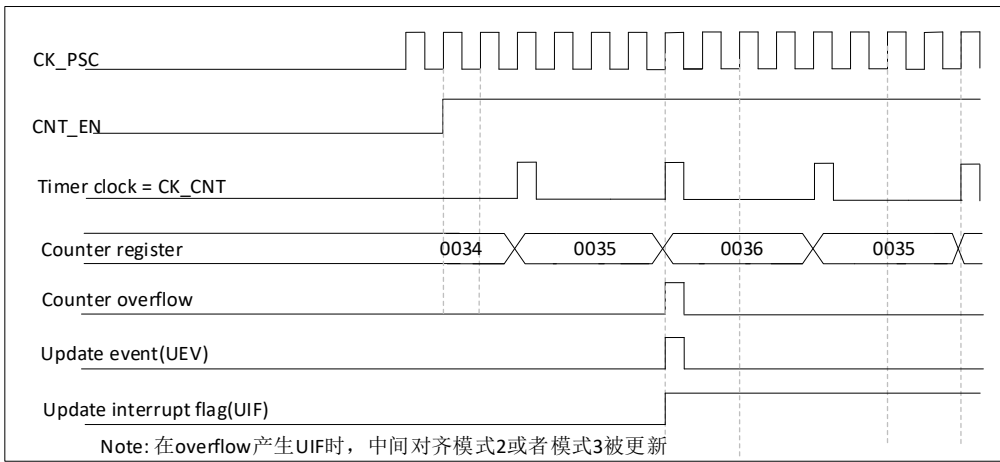 CK_PSC
CNT_EN
Timer clock = CK_CNT
Counter register 0034 0035 0036 0035
Counter overflow
Update event(UEV)
Update interrupt flag(UIF)
Note: 在overflow产生UIF时，中间对齐模式2或者模式3被更新